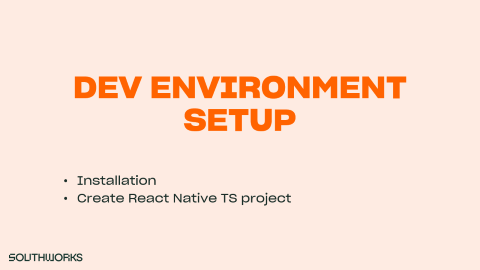 DEV ENVIRONMENT
SETUP
• Installation
• Create React Native TS project
SOUTHWORKS